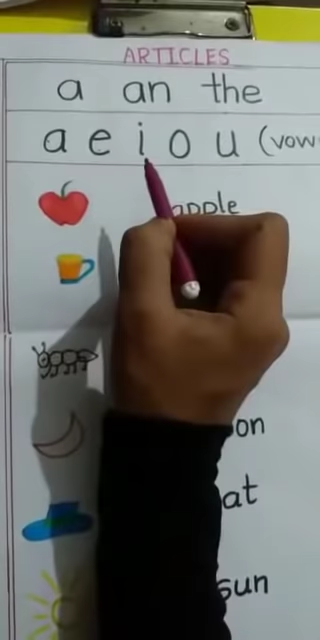 ARTICLES
a an the
a e i o u (vow
apple
on
at
sun